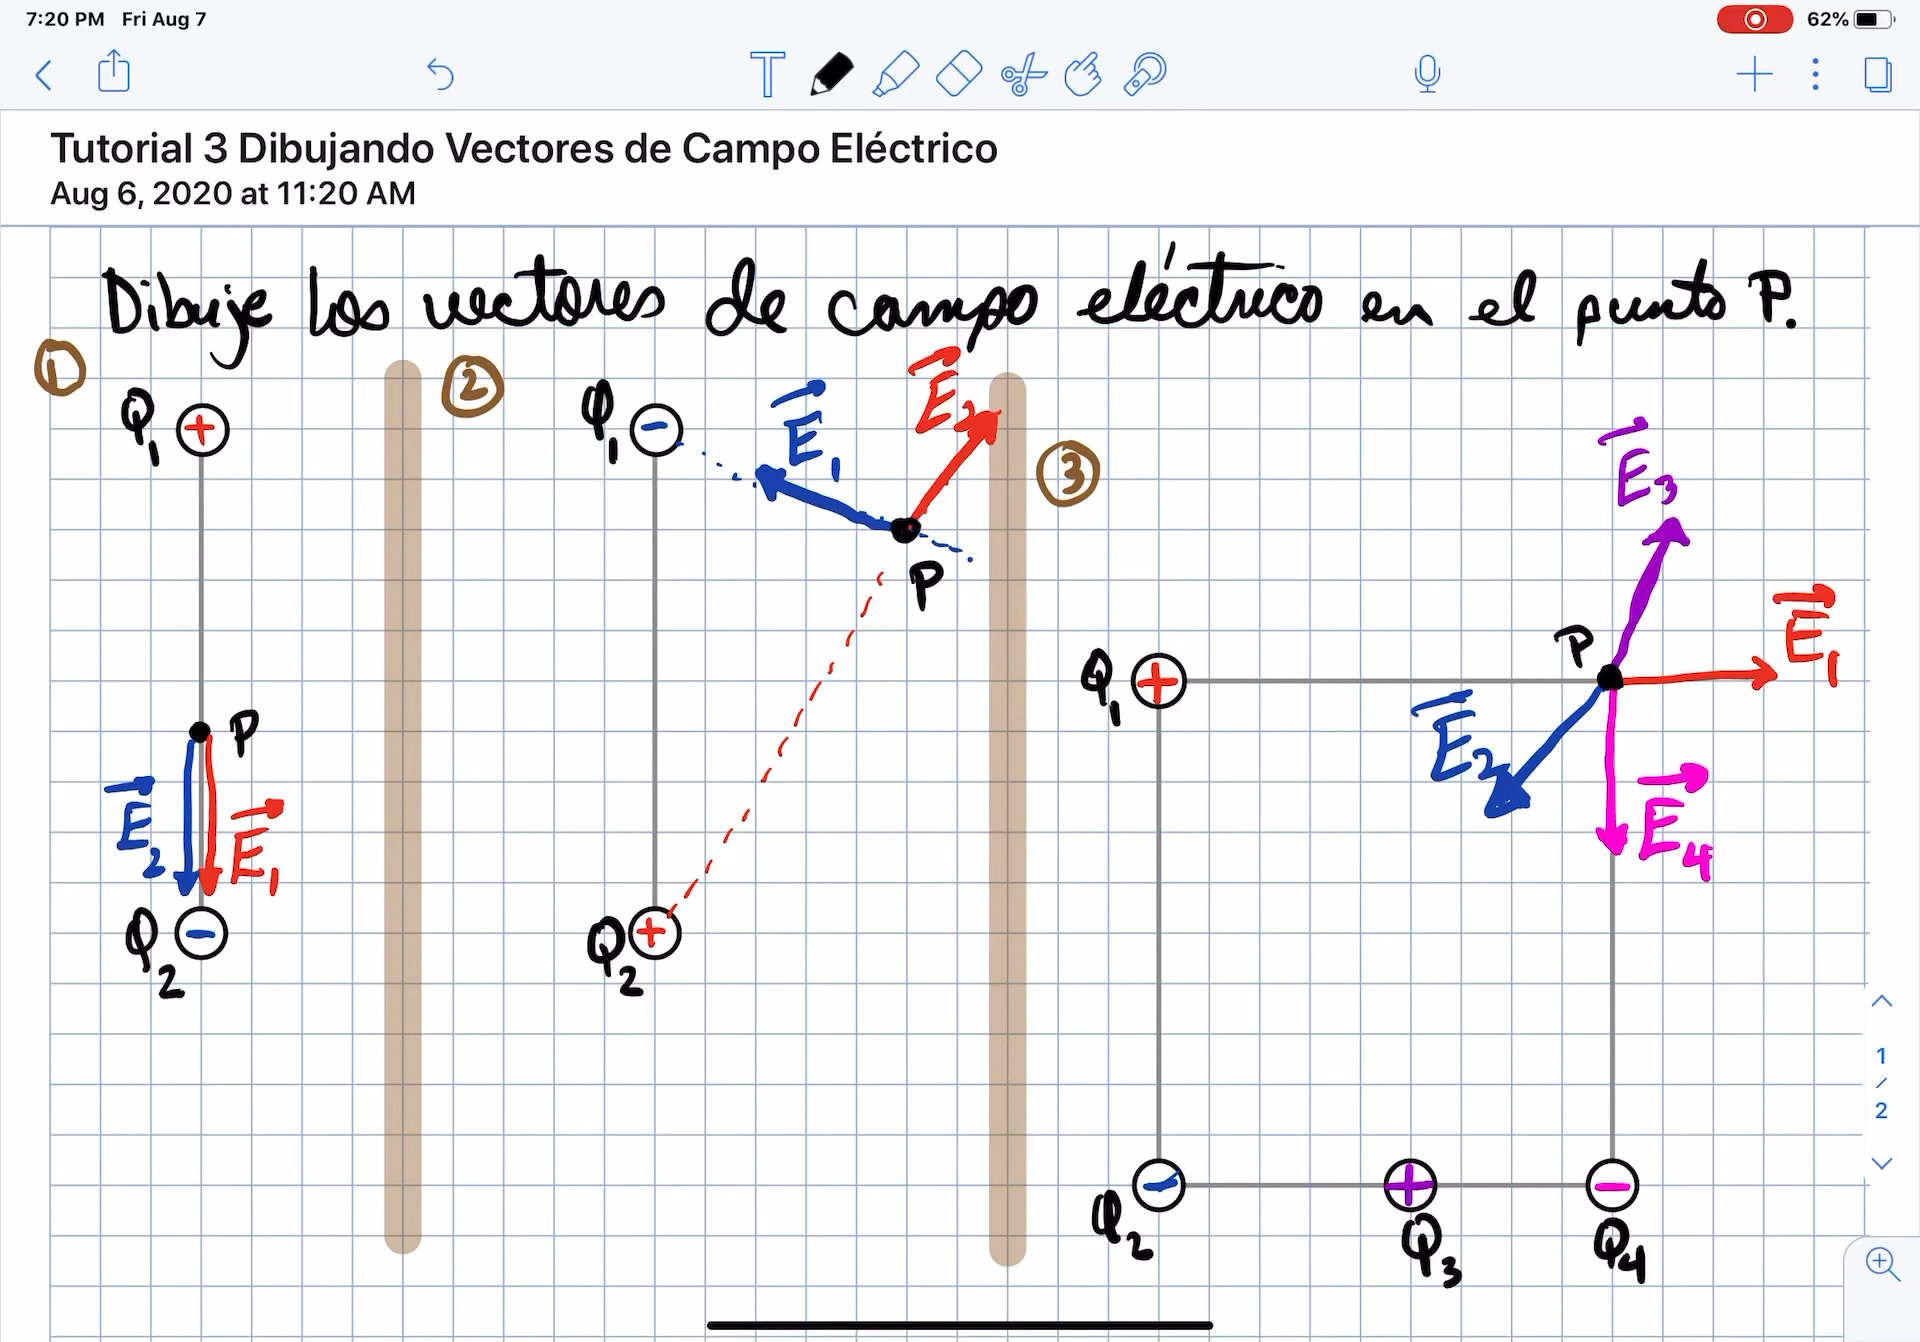 7:20 PM Fri Aug 7
62%
T
Tutorial 3 Dibujando Vectores de Campo Eléctrico
Aug 6, 2020 at 11:20 AM
Dibuje los vectores de campo eléctrico en el punto P.
1
Q1 +
P
E2 E1
Q2 -
2
Q1 -
E1 E2
P
Q2 +
3
E3
P E1
Q1 +
E2
E4
Q2 -
+ Q3
- Q4
1
/
2